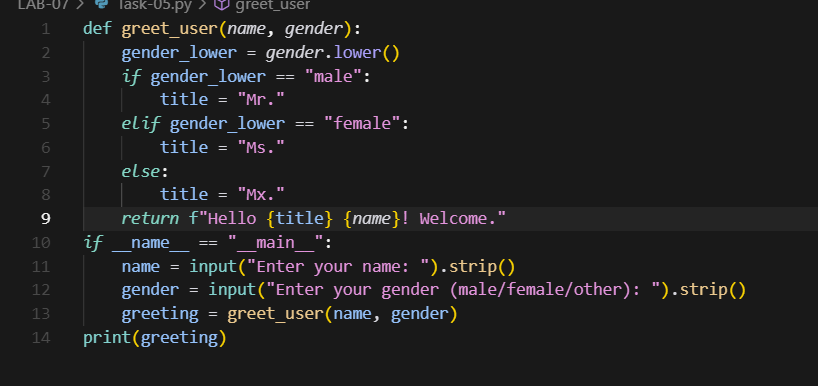 LAB-07 > Task-05.py > greet_user
1 def greet_user(name, gender):
2     gender_lower = gender.lower()
3     if gender_lower == "male":
4         title = "Mr."
5     elif gender_lower == "female":
6         title = "Ms."
7     else:
8         title = "Mx."
9     return f"Hello {title} {name}! Welcome."
10 if __name__ == "__main__":
11     name = input("Enter your name: ").strip()
12     gender = input("Enter your gender (male/female/other): ").strip()
13     greeting = greet_user(name, gender)
14 print(greeting)